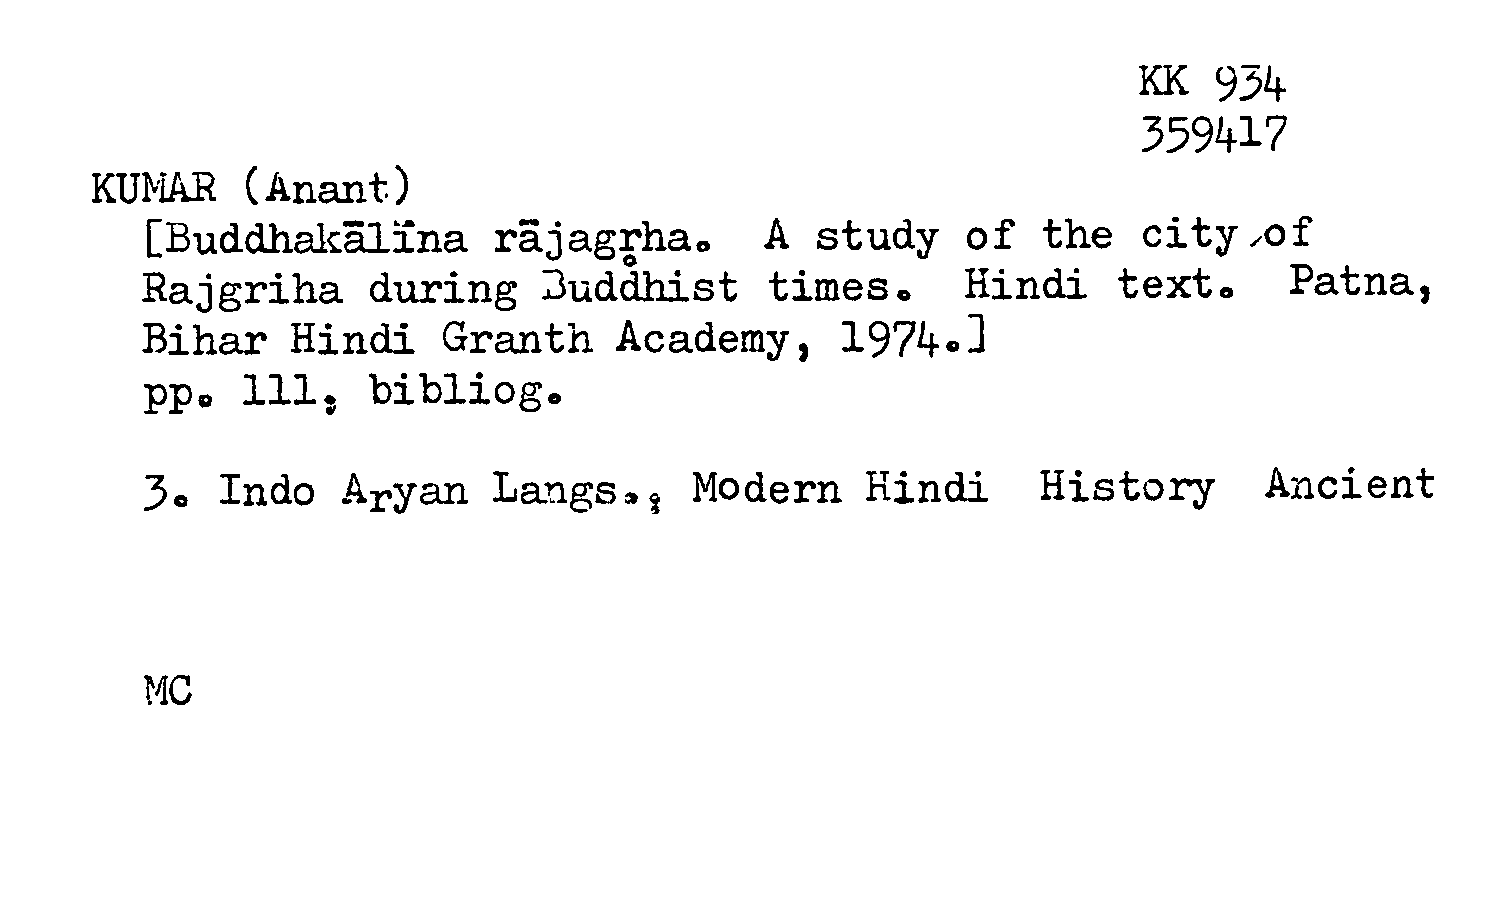 KK 934
359417
KUMAR (Anant)
[Buddhakālīna rājagr̥ha. A study of the city of
Rajgriha during Buddhist times. Hindi text. Patna,
Bihar Hindi Granth Academy, 1974.]
pp. 111, bibliog.
3. Indo Aryan Langs., Modern Hindi History Ancient
MC